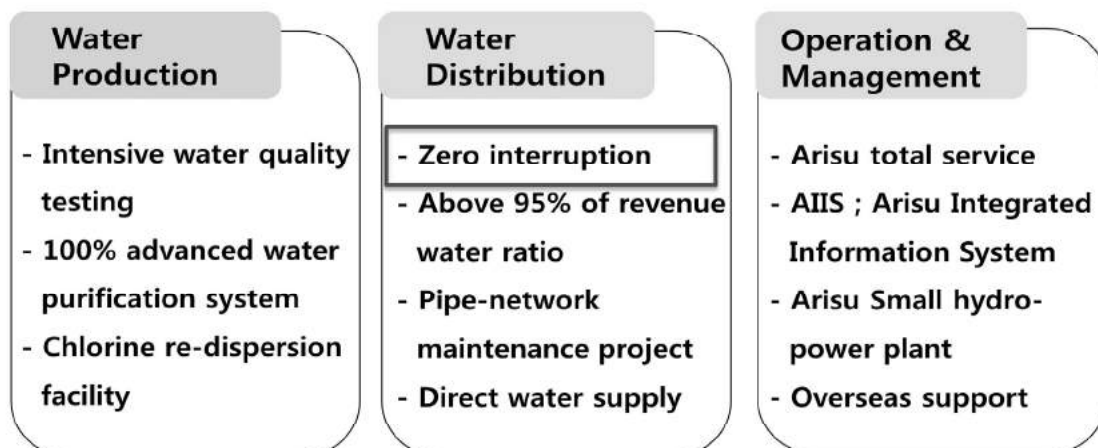 Water
Production
- Intensive water quality
testing
- 100% advanced water
purification system
- Chlorine re-dispersion
facility
Water
Distribution
- Zero interruption
- Above 95% of revenue
water ratio
- Pipe-network
maintenance project
- Direct water supply
Operation &
Management
- Arisu total service
- AIIS ; Arisu Integrated
Information System
- Arisu Small hydro-
power plant
- Overseas support